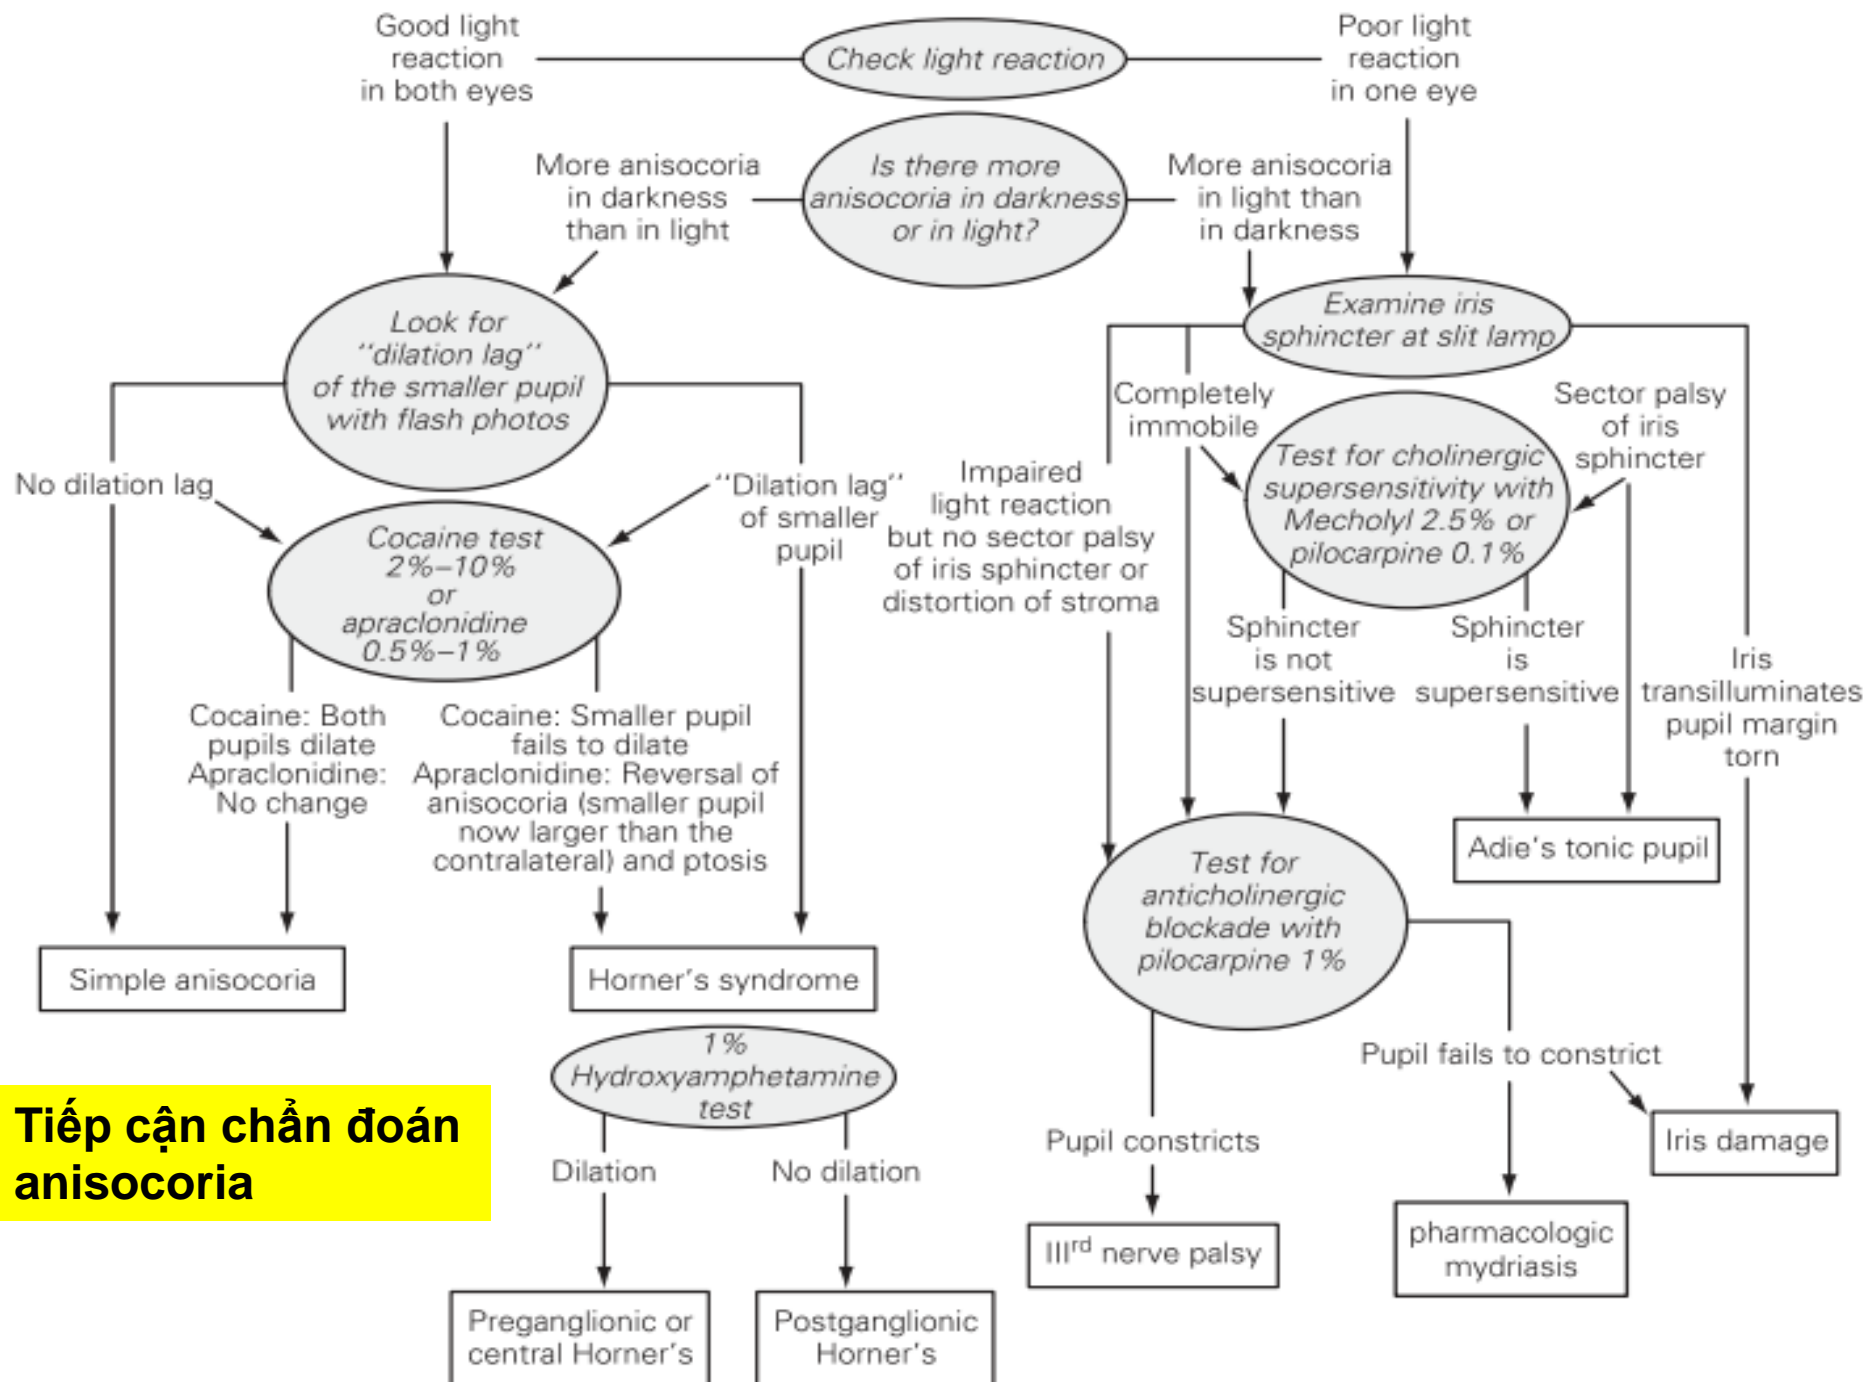 Good light
reaction
in both eyes
Check light reaction
Poor light
reaction
in one eye
More anisocoria
in darkness
than in light
Is there more
anisocoria in darkness
or in light?
More anisocoria
in light than
in darkness
Look for
"dilation lag"
of the smaller pupil
with flash photos
Examine iris
sphincter at slit lamp
No dilation lag
"Dilation lag"
of smaller
pupil
Cocaine test
2%–10%
or
apraclonidine
0.5%–1%
Impaired
light reaction
but no sector palsy
of iris sphincter or
distortion of stroma
Completely
immobile
Test for cholinergic
supersensitivity with
Mecholyl 2.5% or
pilocarpine 0.1%
Sector palsy
of iris
sphincter
Sphincter
is not
supersensitive
Sphincter
is
supersensitive
Iris
transilluminates
pupil margin
torn
Cocaine: Both
pupils dilate
Apraclonidine:
No change
Cocaine: Smaller pupil
fails to dilate
Apraclonidine: Reversal of
anisocoria (smaller pupil
now larger than the
contralateral) and ptosis
Adie's tonic pupil
Test for
anticholinergic
blockade with
pilocarpine 1%
Simple anisocoria
Horner's syndrome
1%
Hydroxyamphetamine
test
Pupil fails to constrict
Tiếp cận chẩn đoán
anisocoria
Dilation
No dilation
Pupil constricts
Iris damage
IIIrd nerve palsy
pharmacologic
mydriasis
Preganglionic or
central Horner's
Postganglionic
Horner's